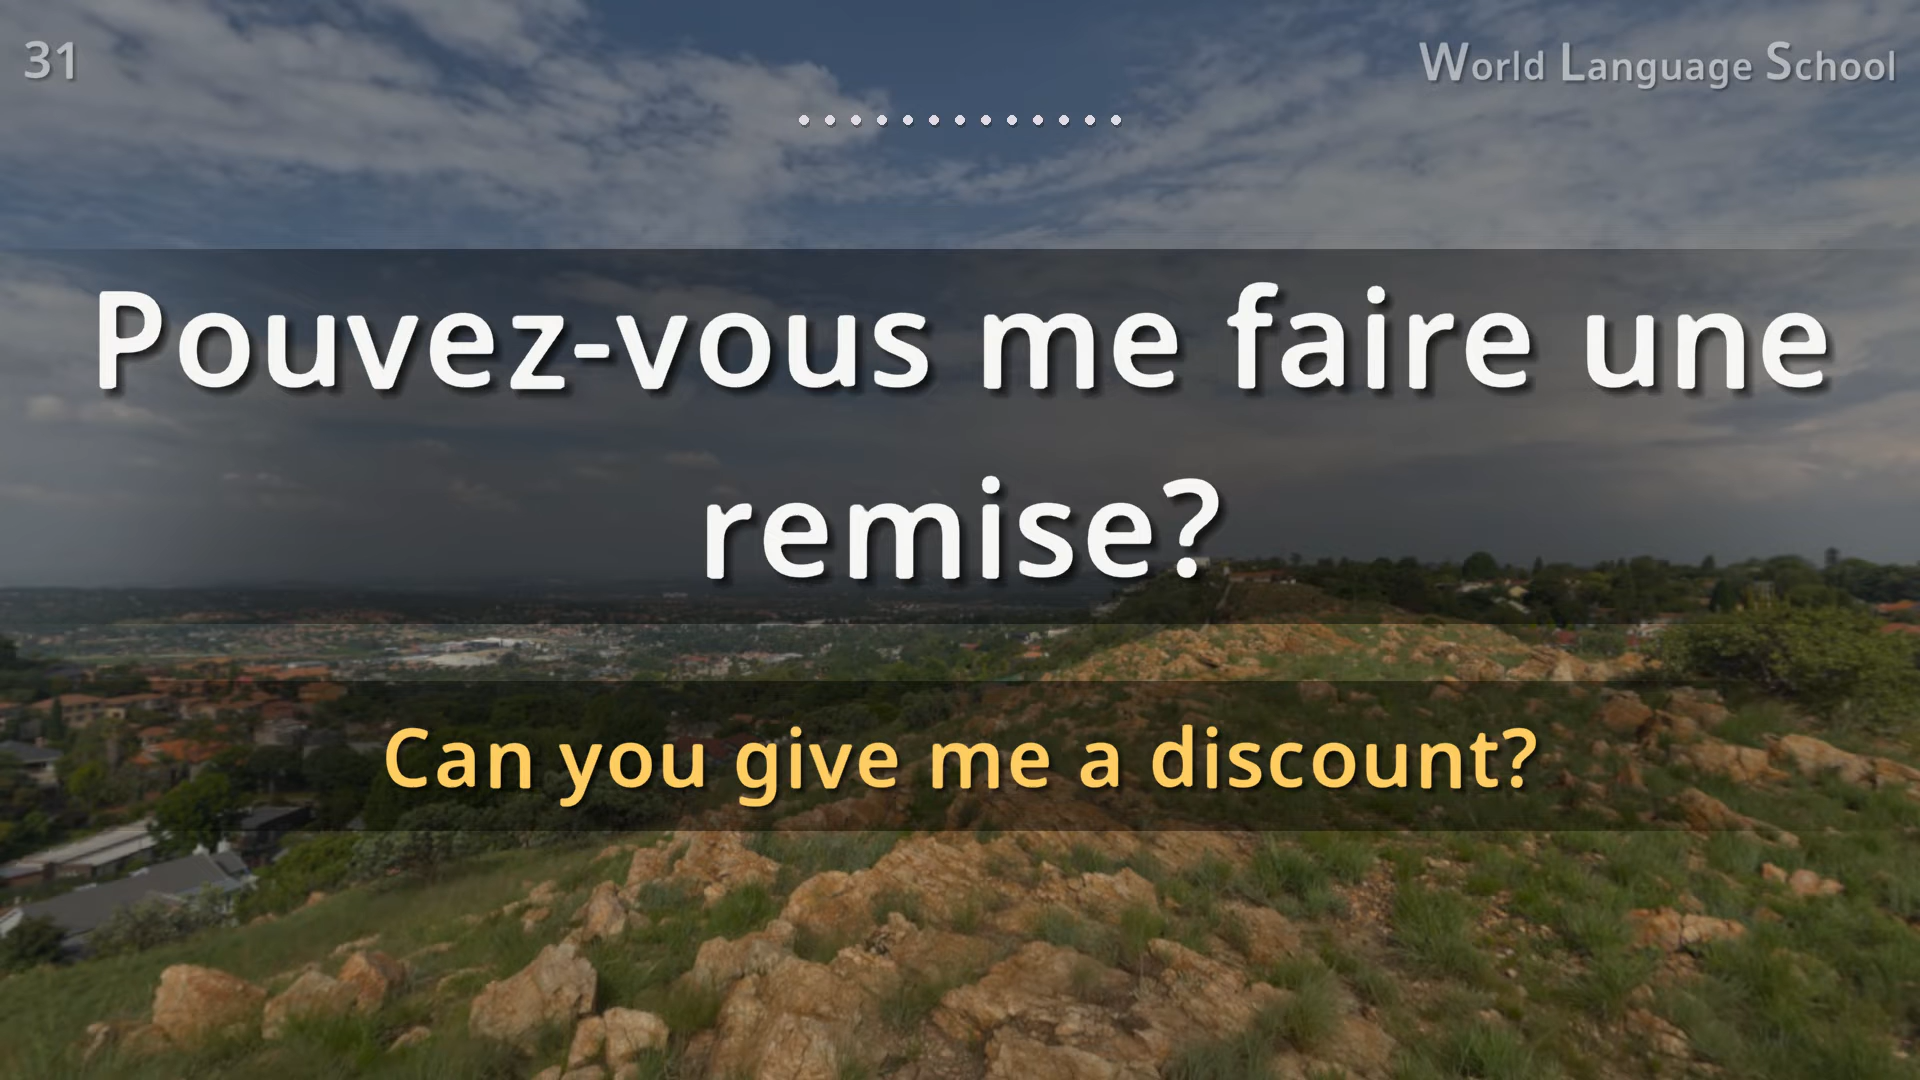 31
World Language School
Pouvez-vous me faire une
remise?
Can you give me a discount?